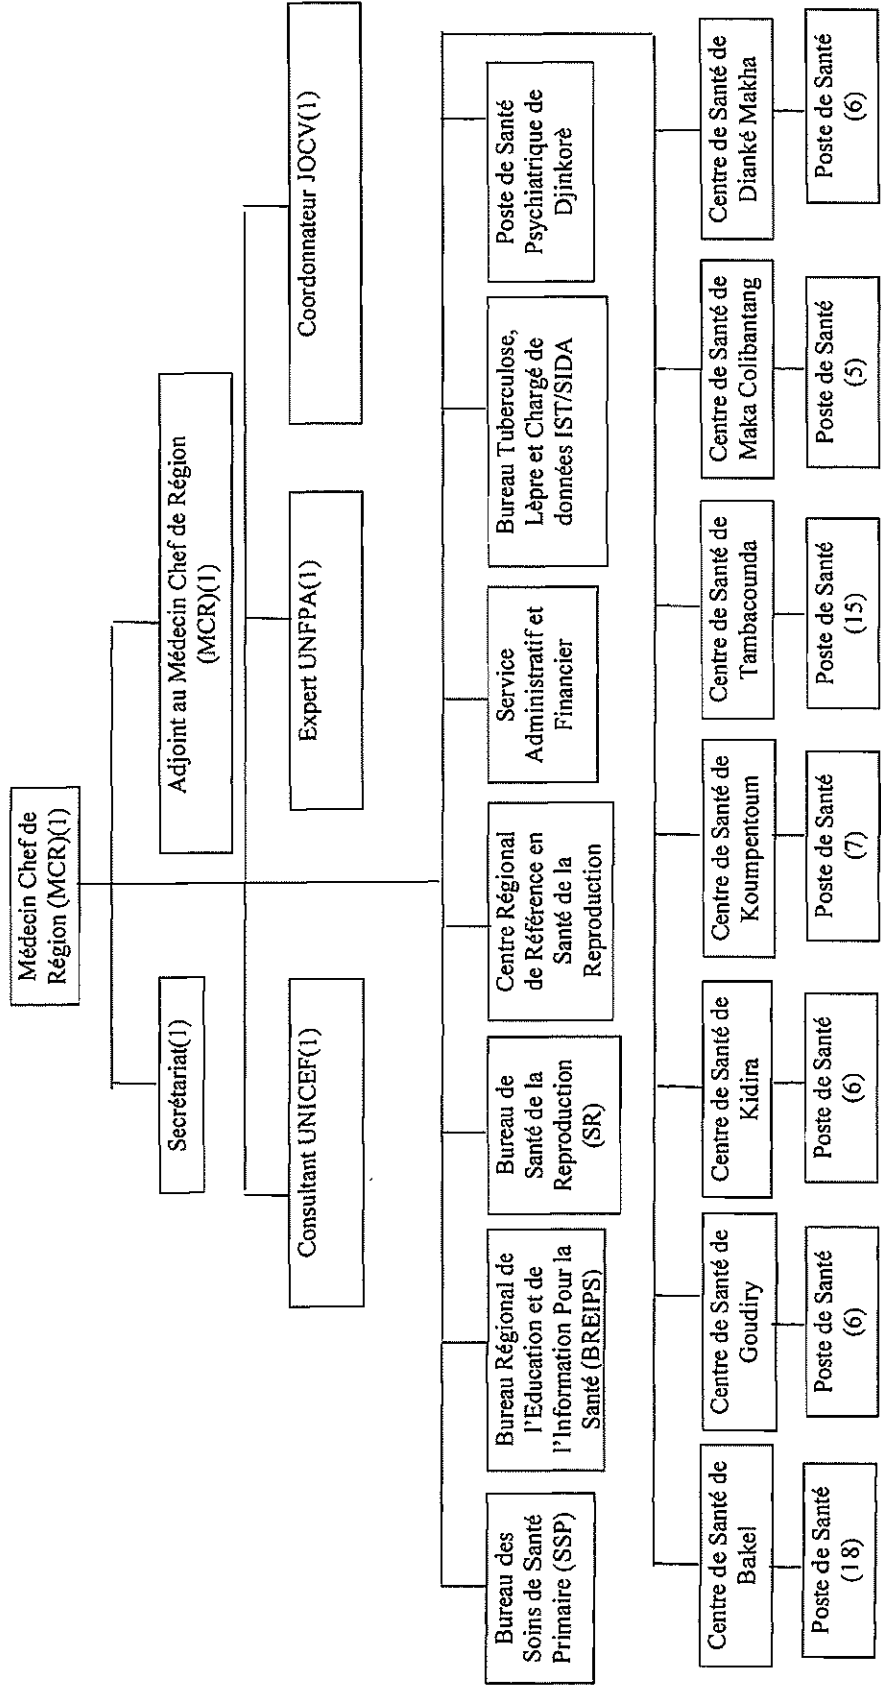 Médecin Chef de
Région (MCR)(1)
Secrétariat(1)
Adjoint au Médecin Chef de Région
(MCR)(1)
Consultant UNICEF(1)
Expert UNFPA(1)
Coordonnateur JOCV(1)
Bureau des
Soins de Santé
Primaire (SSP)
Bureau Régional de
l'Education et de
l'Information Pour la
Santé (BREIPS)
Bureau de
Santé de la
Reproduction
(SR)
Centre Régional
de Référence en
Santé de la
Reproduction
Service
Administratif et
Financier
Bureau Tuberculose,
Lèpre et Chargé de
données IST/SIDA
Poste de Santé
Psychiatrique de
Djinkorè
Centre de Santé de
Bakel
Centre de Santé de
Goudiry
Centre de Santé de
Kidira
Centre de Santé de
Koumpentoum
Centre de Santé de
Tambacounda
Centre de Santé de
Maka Colibantang
Centre de Santé de
Dianké Makha
Poste de Santé
(18)
Poste de Santé
(6)
Poste de Santé
(6)
Poste de Santé
(7)
Poste de Santé
(15)
Poste de Santé
(5)
Poste de Santé
(6)